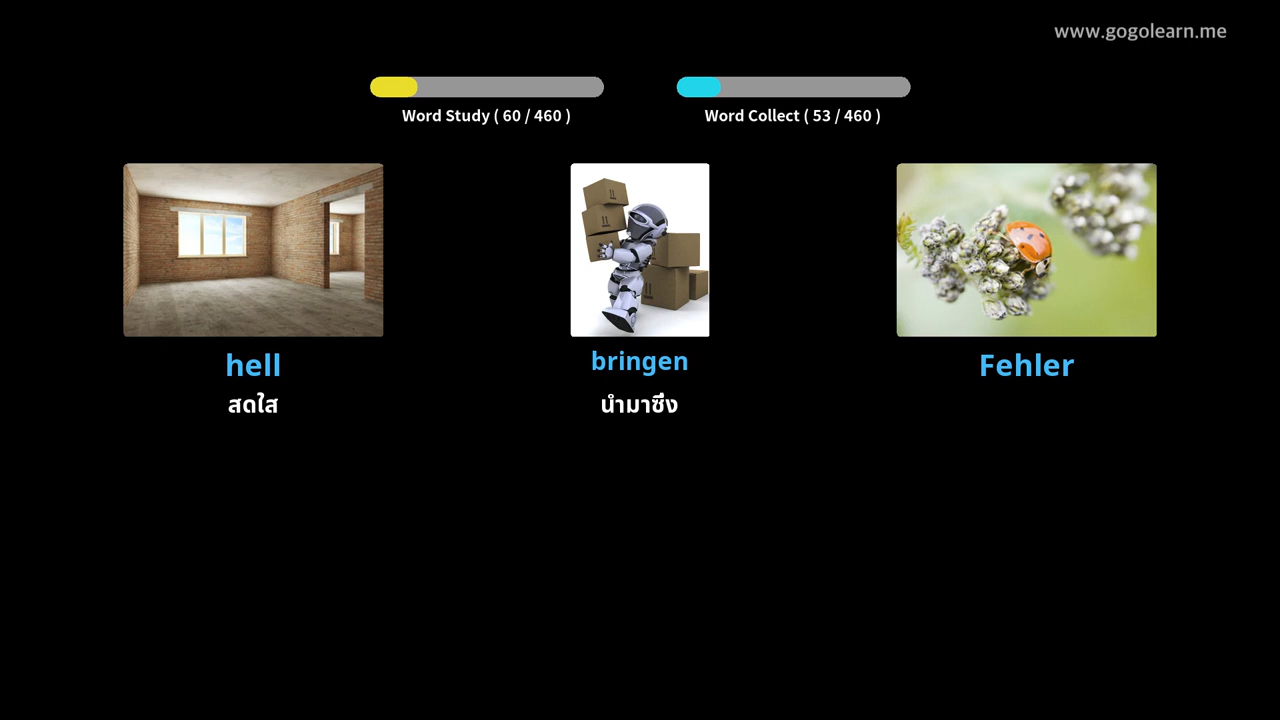 www.gogolearn.me
Word Study ( 60 / 460 )
Word Collect ( 53 / 460 )
hell
bringen
Fehler
สดใส
นำมาซึ่ง